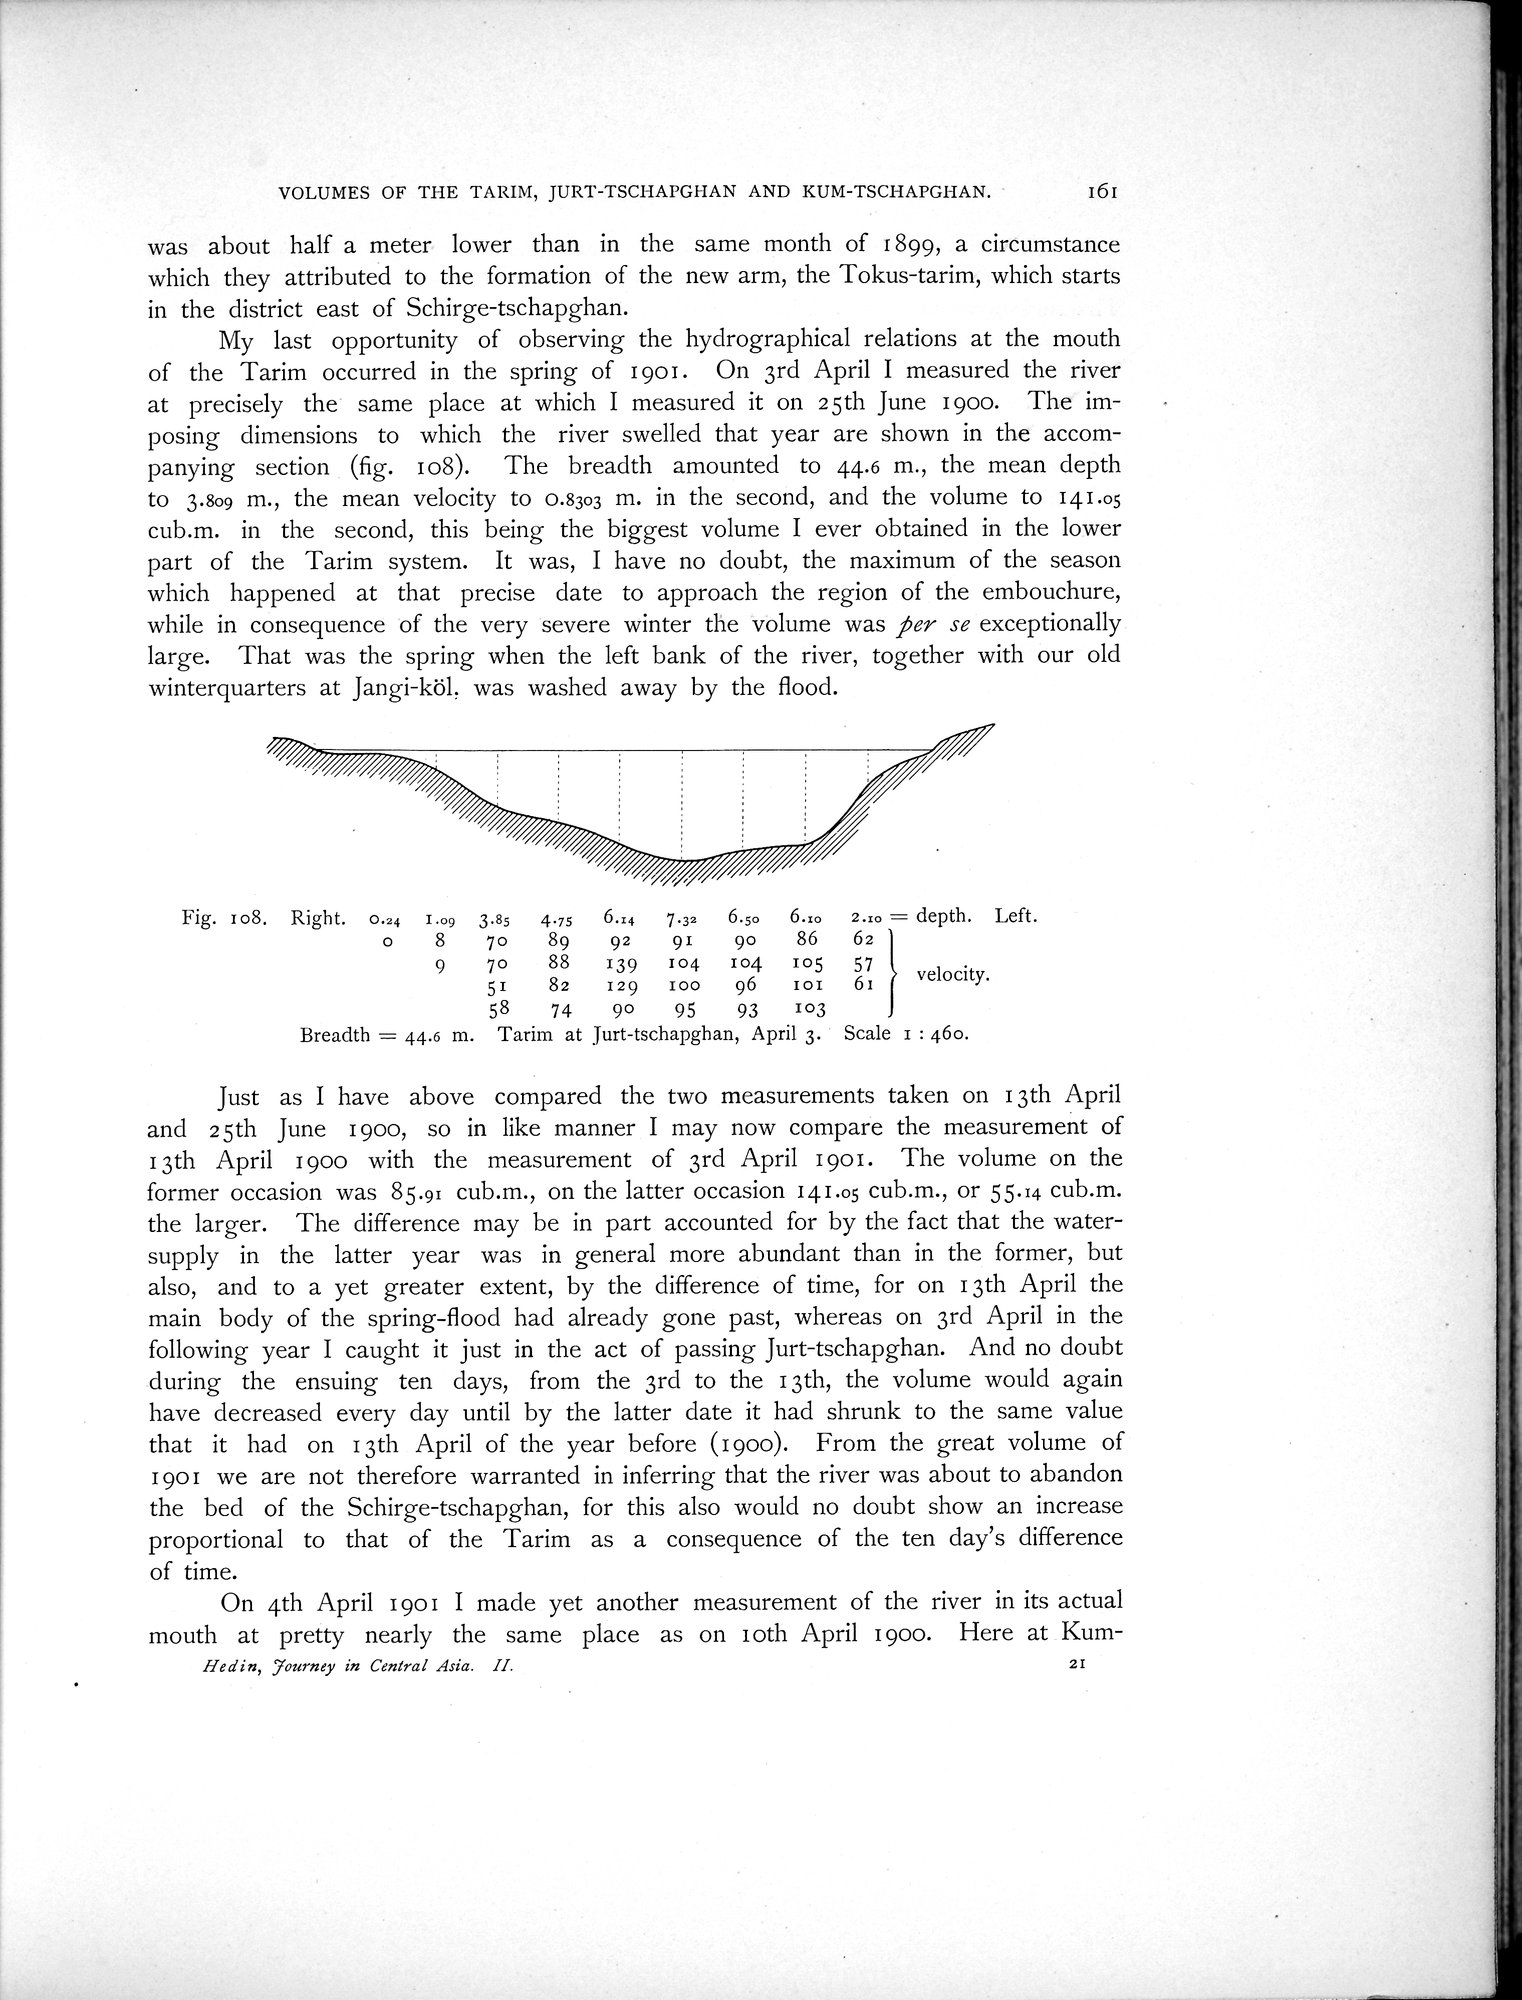 VOLUMES OF THE TARIM, JURT-TSCHAPGHAN AND KUM-TSCHAPGHAN. 161
was about half a meter lower than in the same month of 1899, a circumstance
which they attributed to the formation of the new arm, the Tokus-tarim, which starts
in the district east of Schirge-tschapghan.
My last opportunity of observing the hydrographical relations at the mouth
of the Tarim occurred in the spring of 1901. On 3rd April I measured the river
at precisely the same place at which I measured it on 25th June 1900. The im-
posing dimensions to which the river swelled that year are shown in the accom-
panying section (fig. 108). The breadth amounted to 44.6 m., the mean depth
to 3.809 m., the mean velocity to 0.8303 m. in the second, and the volume to 141.05
cub.m. in the second, this being the biggest volume I ever obtained in the lower
part of the Tarim system. It was, I have no doubt, the maximum of the season
which happened at that precise date to approach the region of the embouchure,
while in consequence of the very severe winter the volume was per se exceptionally
large. That was the spring when the left bank of the river, together with our old
winterquarters at Jangi-köl, was washed away by the flood.
Fig. 108. Right. 0.24 1.09 3.85 4.75 6.14 7.32 6.50 6.10 2.10 = depth. Left.
0 8 70 89 92 91 90 86 62
9 70 88 139 104 104 105 57
velocity.
51 82 129 100 96 101 61
58 74 90 95 93 103
Breadth = 44.6 m. Tarim at Jurt-tschapghan, April 3. Scale 1 : 460.
Just as I have above compared the two measurements taken on 13th April
and 25th June 1900, so in like manner I may now compare the measurement of
13th April 1900 with the measurement of 3rd April 1901. The volume on the
former occasion was 85.91 cub.m., on the latter occasion 141.05 cub.m., or 55.14 cub.m.
the larger. The difference may be in part accounted for by the fact that the water-
supply in the latter year was in general more abundant than in the former, but
also, and to a yet greater extent, by the difference of time, for on 13th April the
main body of the spring-flood had already gone past, whereas on 3rd April in the
following year I caught it just in the act of passing Jurt-tschapghan. And no doubt
during the ensuing ten days, from the 3rd to the 13th, the volume would again
have decreased every day until by the latter date it had shrunk to the same value
that it had on 13th April of the year before (1900). From the great volume of
1901 we are not therefore warranted in inferring that the river was about to abandon
the bed of the Schirge-tschapghan, for this also would no doubt show an increase
proportional to that of the Tarim as a consequence of the ten day's difference
of time.
On 4th April 1901 I made yet another measurement of the river in its actual
mouth at pretty nearly the same place as on 10th April 1900. Here at Kum-
Hedin, Journey in Central Asia. II. 21